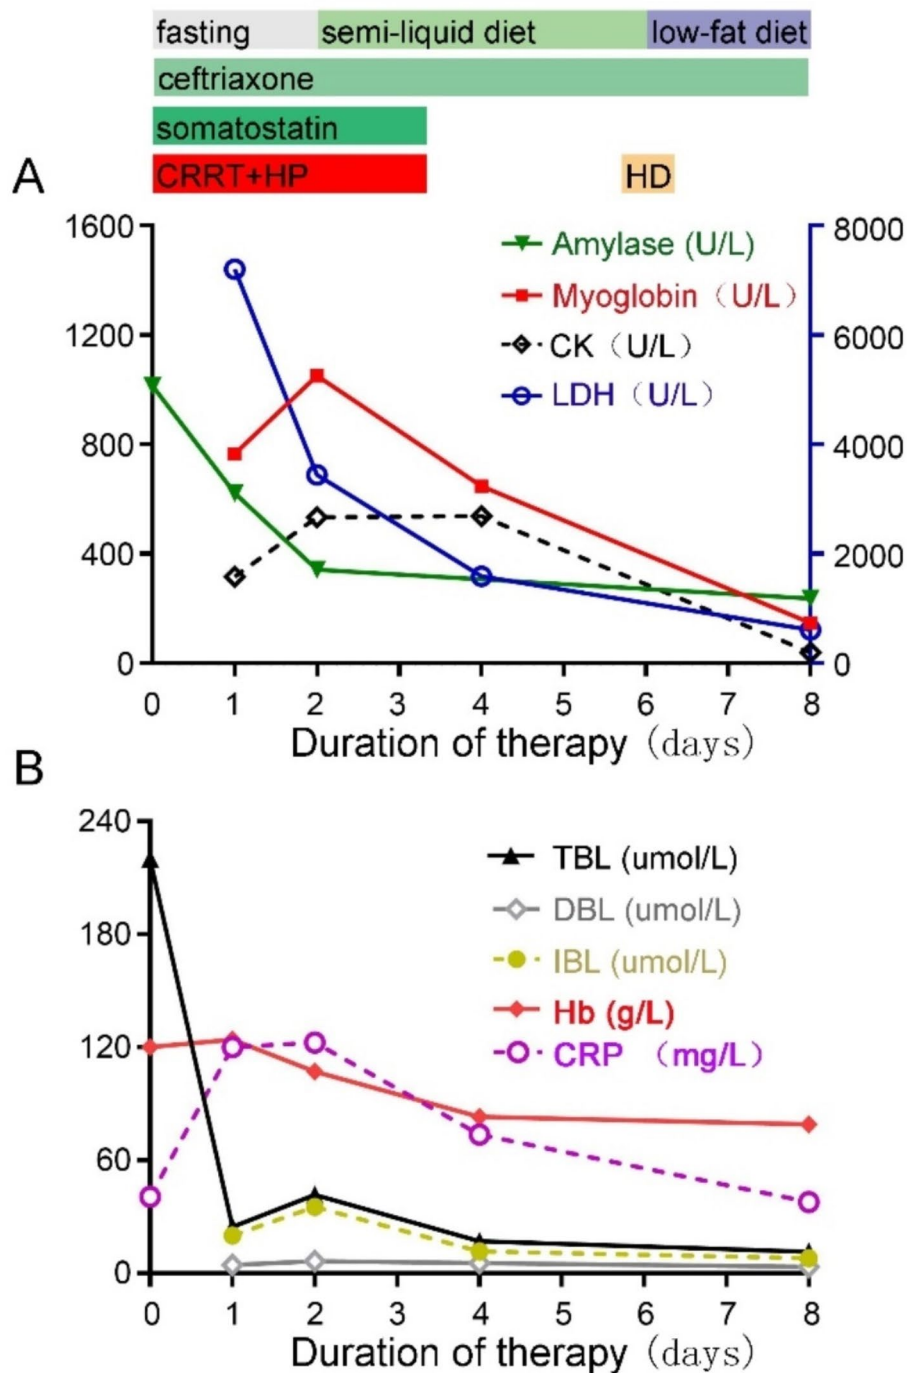 fasting semi-liquid diet low-fat diet
ceftriaxone
somatostatin
A CRRT+HP HD
1600 8000
Amylase (U/L)
Myoglobin（U/L）
1200 6000
CK（U/L）
LDH（U/L）
800 4000
400 2000
0 0
0 1 2 3 4 5 6 7 8
Duration of therapy（days）
B
240
TBL (umol/L)
DBL (umol/L)
180
IBL (umol/L)
Hb (g/L)
120
CRP （mg/L）
60
0
0 1 2 3 4 5 6 7 8
Duration of therapy（days）